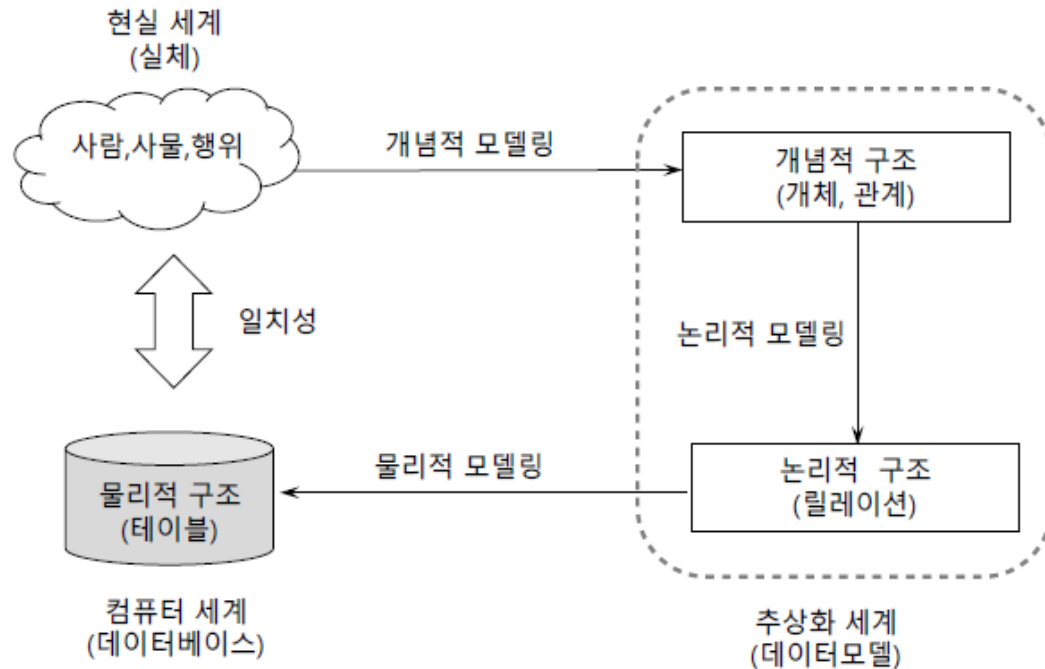 현실 세계
(실체)
사람,사물,행위
개념적 모델링
개념적 구조
(개체, 관계)
일치성
논리적 모델링
물리적 구조
(테이블)
물리적 모델링
논리적 구조
(릴레이션)
컴퓨터 세계
(데이터베이스)
추상화 세계
(데이터모델)